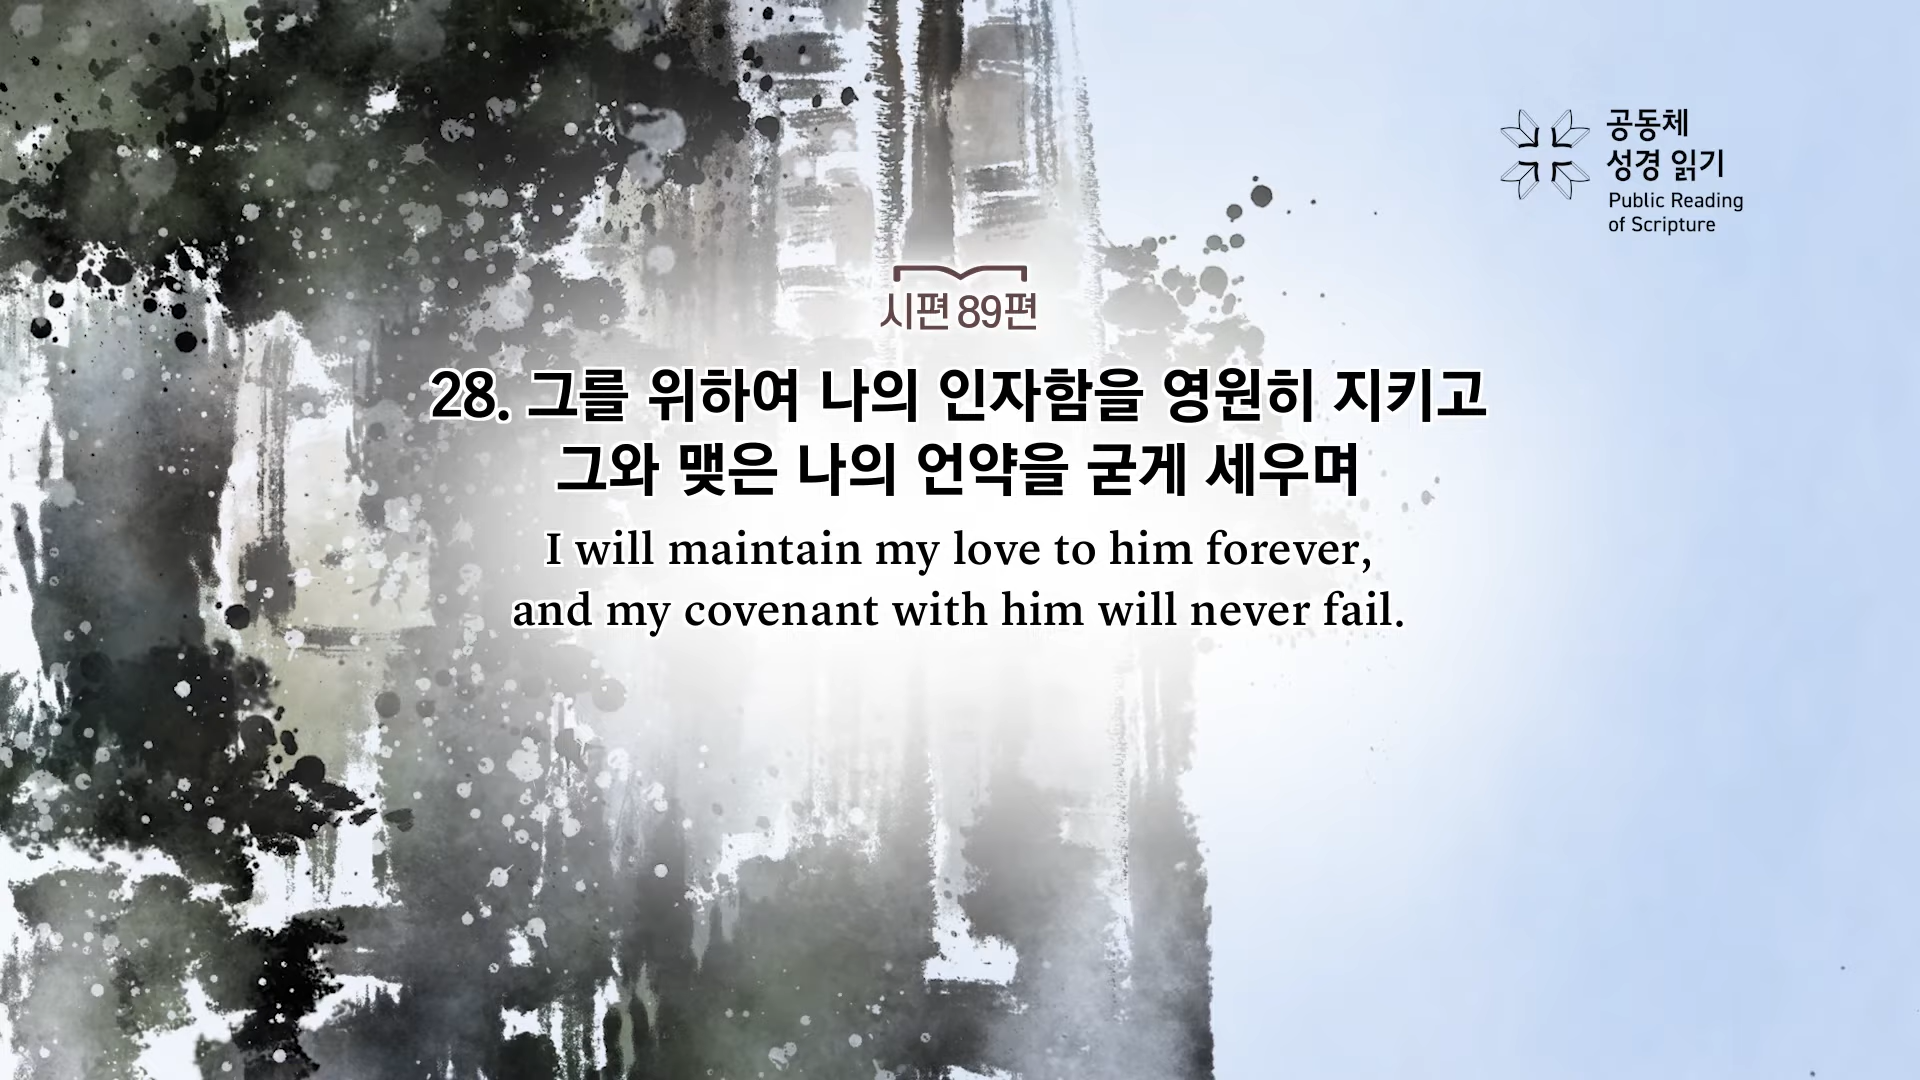 공동체
성경 읽기
Public Reading
of Scripture
시편 89편
28. 그를 위하여 나의 인자함을 영원히 지키고
그와 맺은 나의 언약을 굳게 세우며
I will maintain my love to him forever,
and my covenant with him will never fail.